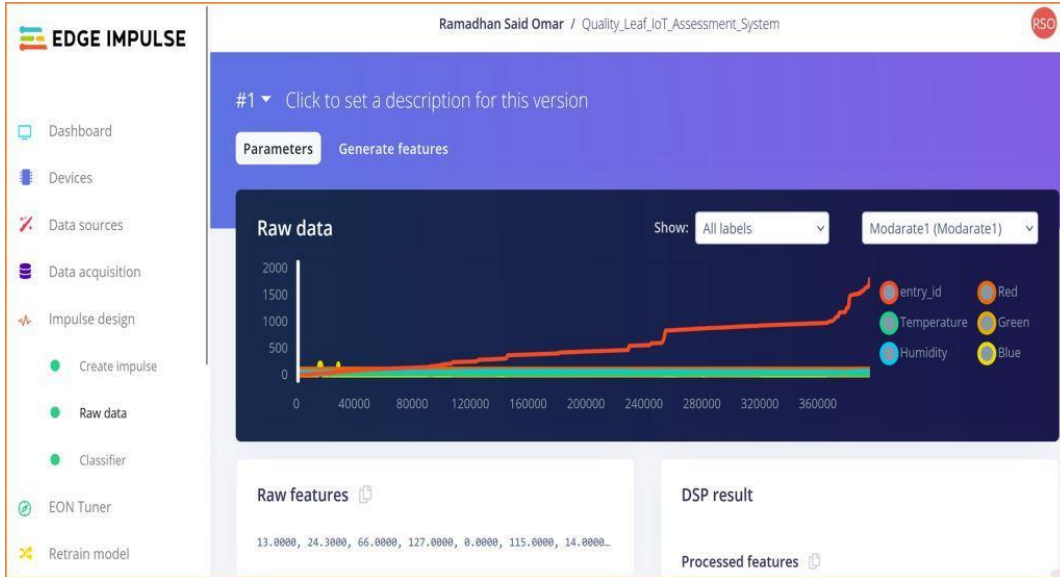 EDGE IMPULSE
Ramadhan Said Omar / Quality_Leaf_IoT_Assessment_System
RSO
#1 Click to set a description for this version
Parameters Generate features
Dashboard
Devices
Data sources
Data acquisition
Impulse design
Create impulse
Raw data
Classifier
EON Tuner
Retrain model
Raw data
Show: All labels Modarate1 (Modarate1)
2000
1500
1000
500
0
0 40000 80000 120000 160000 200000 240000 280000 320000 360000
entry_id Red
Temperature Green
Humidity Blue
Raw features
13.0000, 24.3000, 66.0000, 127.0000, 0.0000, 115.0000, 14.0000…
DSP result
Processed features